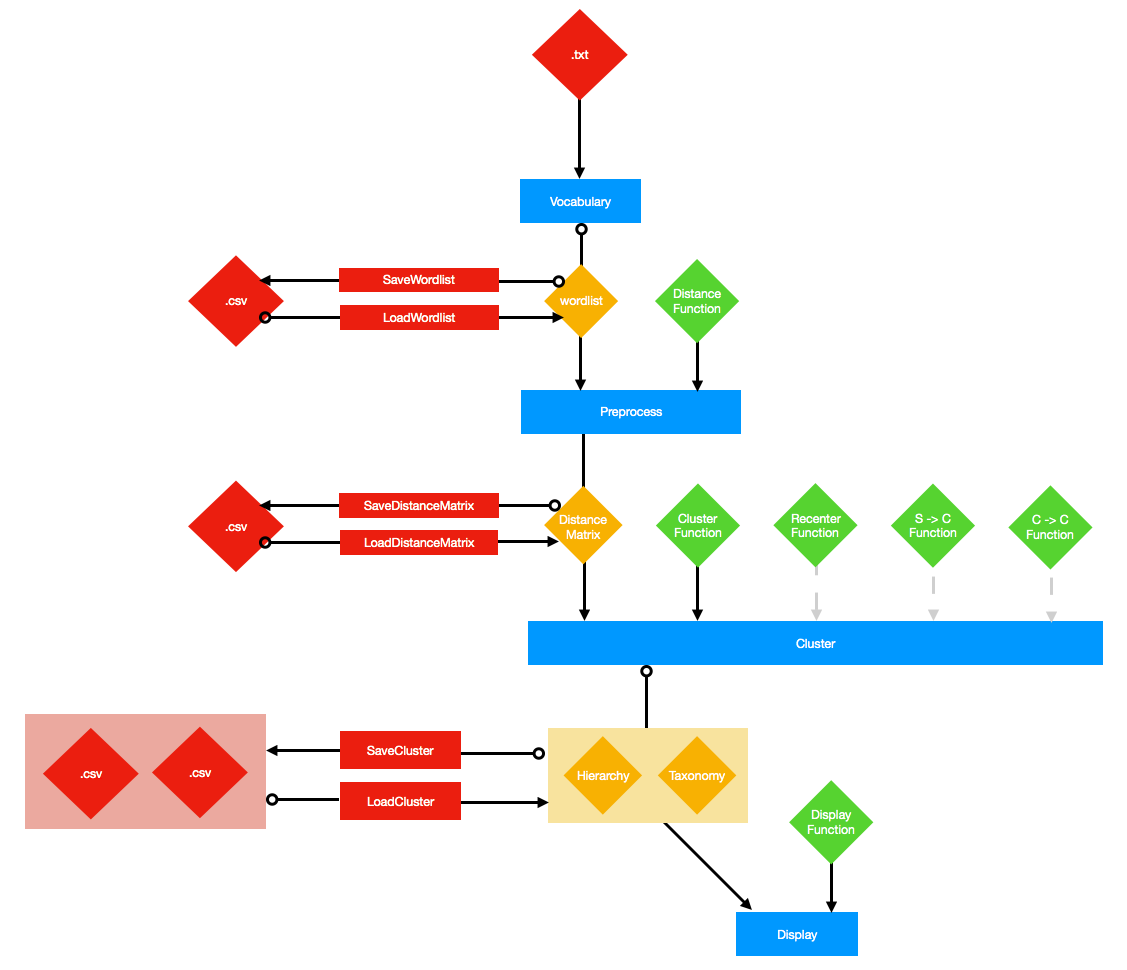 .txt
Vocabulary
SaveWordlist
.csv
wordlist
LoadWordlist
Distance
Function
Preprocess
SaveDistanceMatrix
.csv
LoadDistanceMatrix
Distance
Matrix
Cluster
Function
Recenter
Function
S -> C
Function
C -> C
Function
Cluster
.csv
.csv
SaveCluster
LoadCluster
Hierarchy
Taxonomy
Display
Function
Display